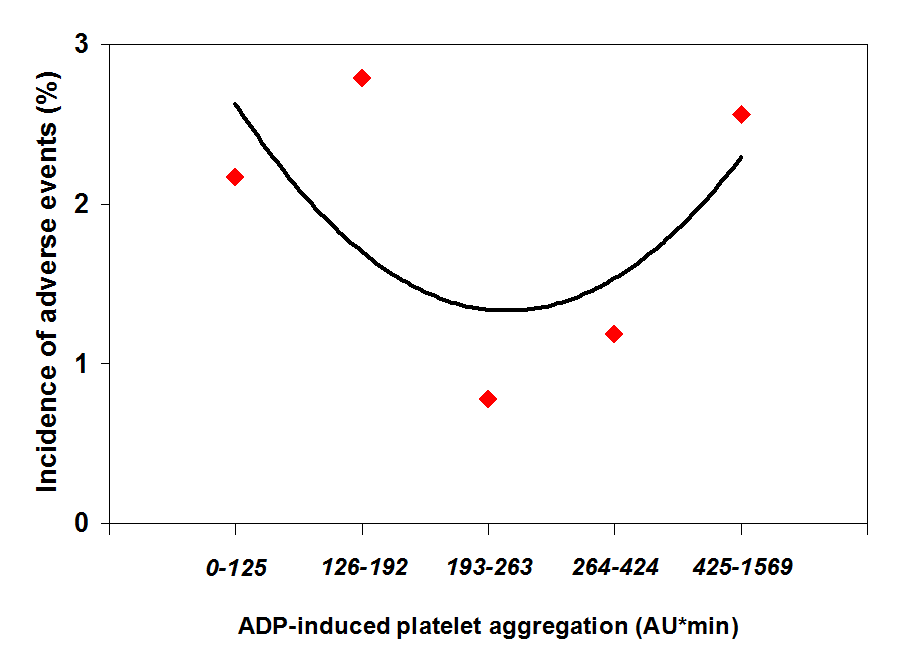 Incidence of adverse events (%)
3
2
1
0
0-125 126-192 193-263 264-424 425-1569
ADP-induced platelet aggregation (AU*min)